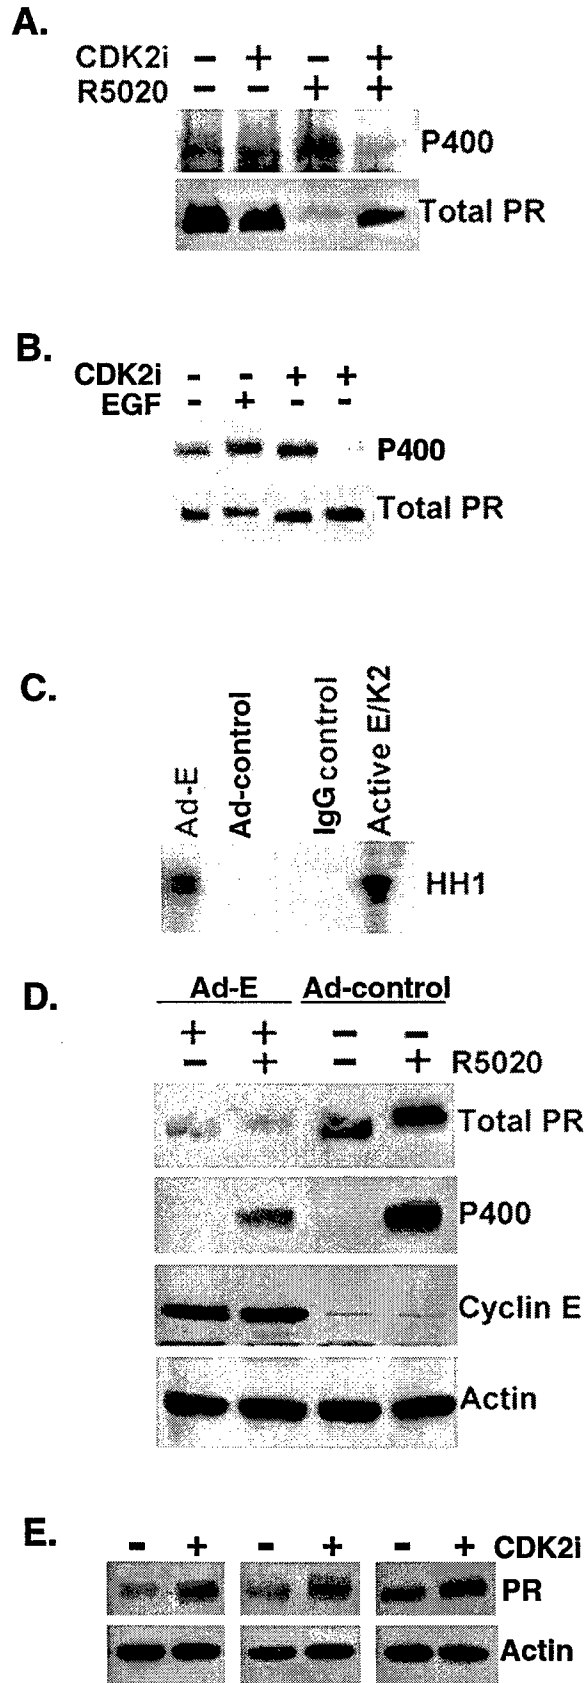 A.
CDK2i - + - +
R5020 - - + +
P400
Total PR
B.
CDK2i - - + +
EGF - + - -
P400
Total PR
C.
Ad-E Ad-control IgG control Active E/K2
HH1
D.
Ad-E Ad-control
+ + - -
- + - + R5020
Total PR
P400
Cyclin E
Actin
E.
- + - + - + CDK2i
PR
Actin